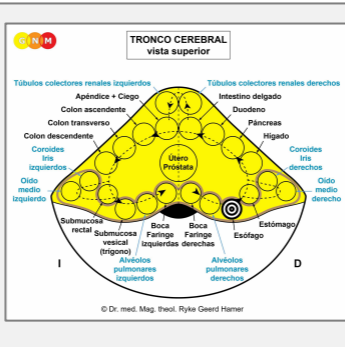 GNM
TRONCO CEREBRAL
vista superior
Túbulos colectores renales izquierdos
Túbulos colectores renales derechos
Apéndice + Ciego
Intestino delgado
Colon ascendente
Duodeno
Colon transverso
Páncreas
Colon descendente
Hígado
Coroides
Iris
izquierdos
Coroides
Iris
derechos
Útero
Próstata
Oído
medio
izquierdo
Oído
medio
derecho
Submucosa
rectal
Submucosa
vesical
(trígono)
Boca
Faringe
izquierdas
Boca
Faringe
derechas
Esófago
Estómago
Alvéolos
pulmonares
izquierdos
Alvéolos
pulmonares
derechos
I
D
© Dr. med. Mag. theol. Ryke Geerd Hamer